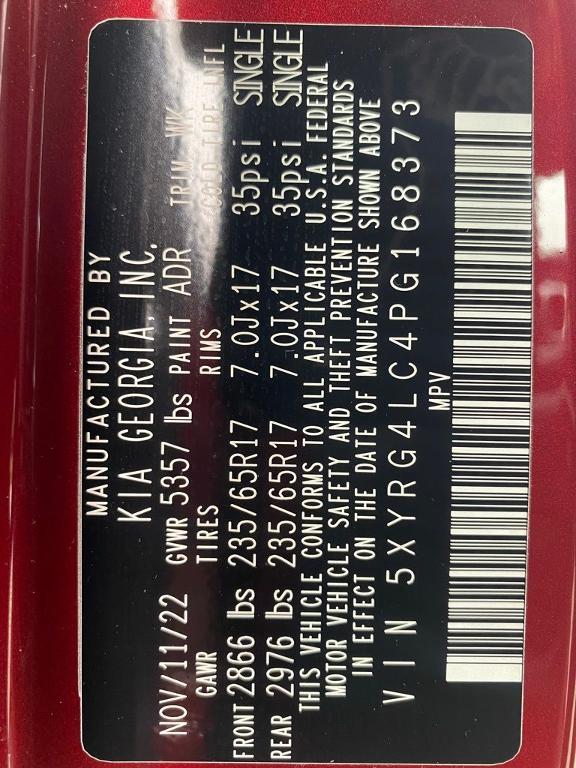 MANUFACTURED BY
KIA GEORGIA, INC.
NOV/11/22 GVWR 5357 lbs PAINT ADR TRIM WK
GAWR TIRES RIMS COLD TIRE INFL
FRONT 2866 lbs 235/65R17 7.0Jx17 35psi SINGLE
REAR 2976 lbs 235/65R17 7.0Jx17 35psi SINGLE
THIS VEHICLE CONFORMS TO ALL APPLICABLE U.S.A. FEDERAL
MOTOR VEHICLE SAFETY AND THEFT PREVENTION STANDARDS
IN EFFECT ON THE DATE OF MANUFACTURE SHOWN ABOVE
VIN 5XYRG4LC4PG168373
MPV